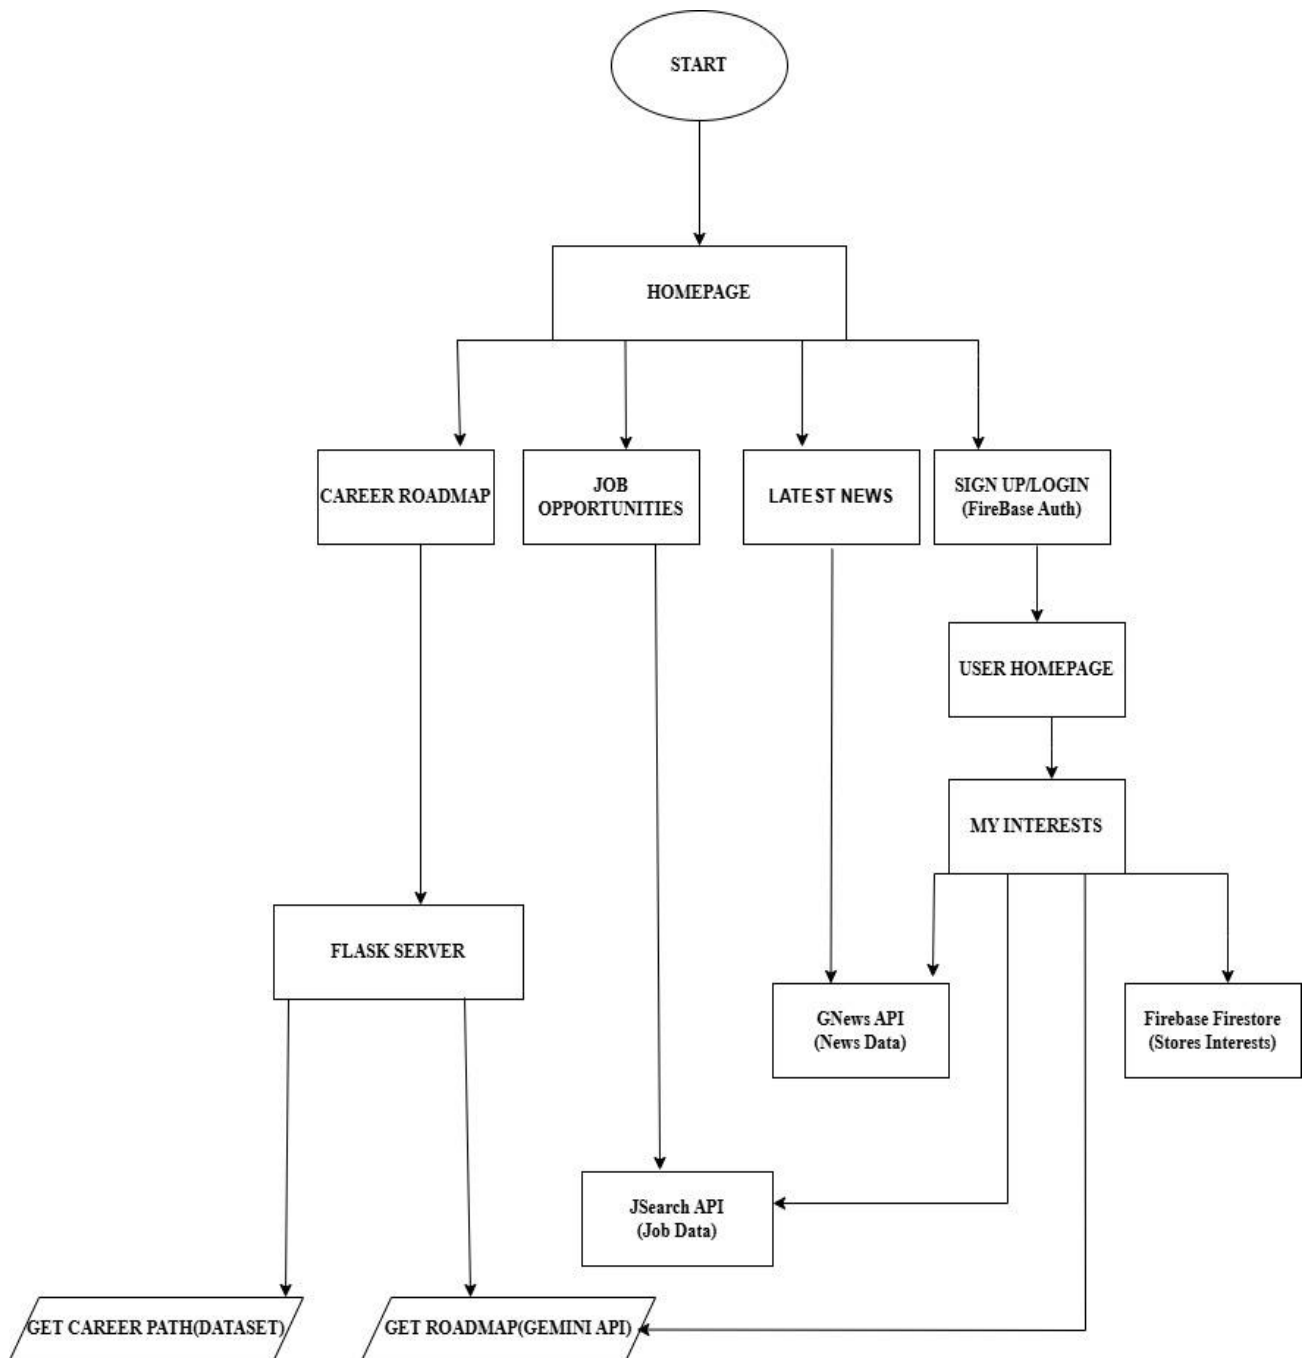 START
HOMEPAGE
CAREER ROADMAP
JOB
OPPORTUNITIES
LATEST NEWS
SIGN UP/LOGIN
(FireBase Auth)
USER HOMEPAGE
MY INTERESTS
FLASK SERVER
GNews API
(News Data)
Firebase Firestore
(Stores Interests)
JSearch API
(Job Data)
GET CAREER PATH(DATASET)
GET ROADMAP(GEMINI API)